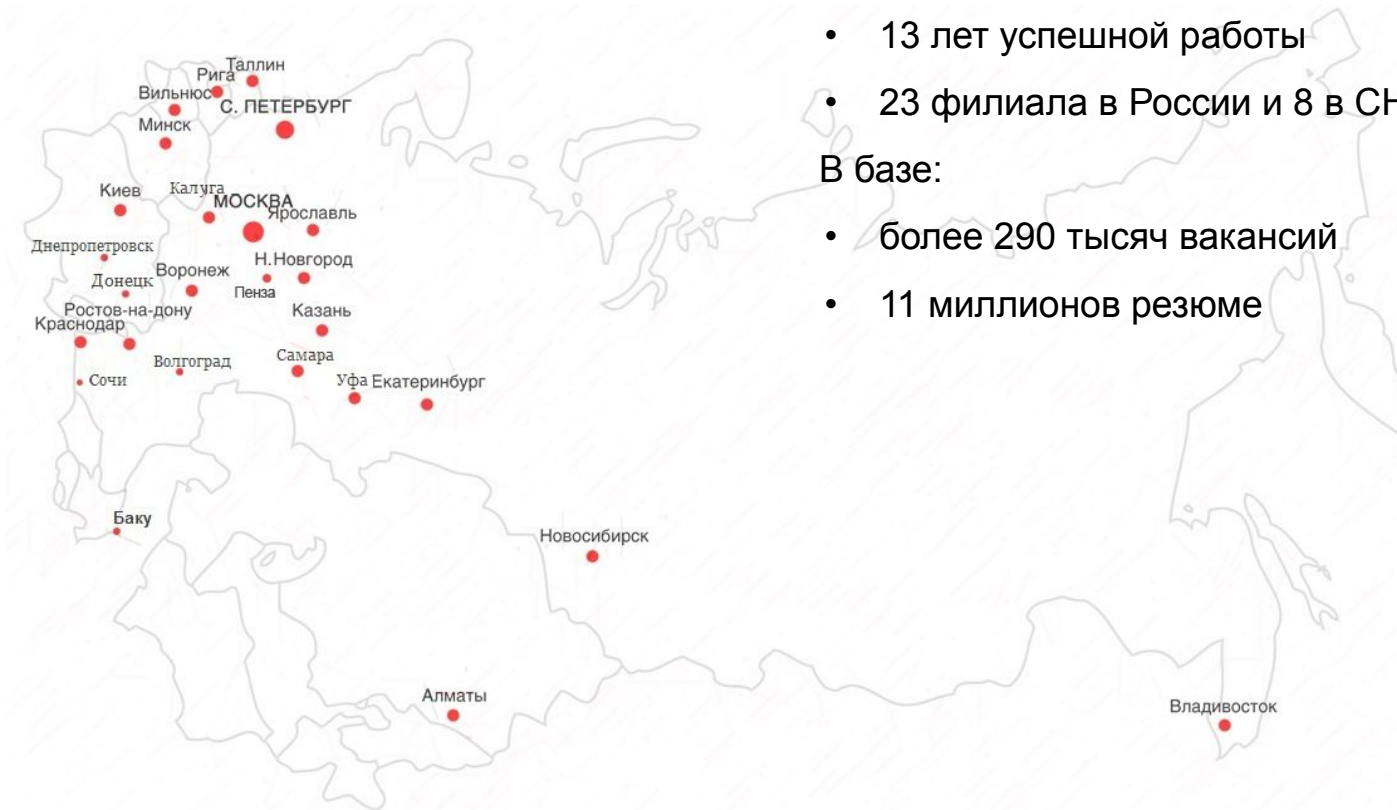 • 13 лет успешной работы
• 23 филиала в России и 8 в СН
В базе:
• более 290 тысяч вакансий
• 11 миллионов резюме
Таллин
Рига
Вильнюс
С. ПЕТЕРБУРГ
Минск
Киев
Калуга
МОСКВА
Ярославль
Днепропетровск
Н.Новгород
Воронеж
Донецк
Пенза
Ростов-на-дону
Казань
Краснодар
Волгоград
Самара
Сочи
Уфа
Екатеринбург
Баку
Новосибирск
Алматы
Владивосток